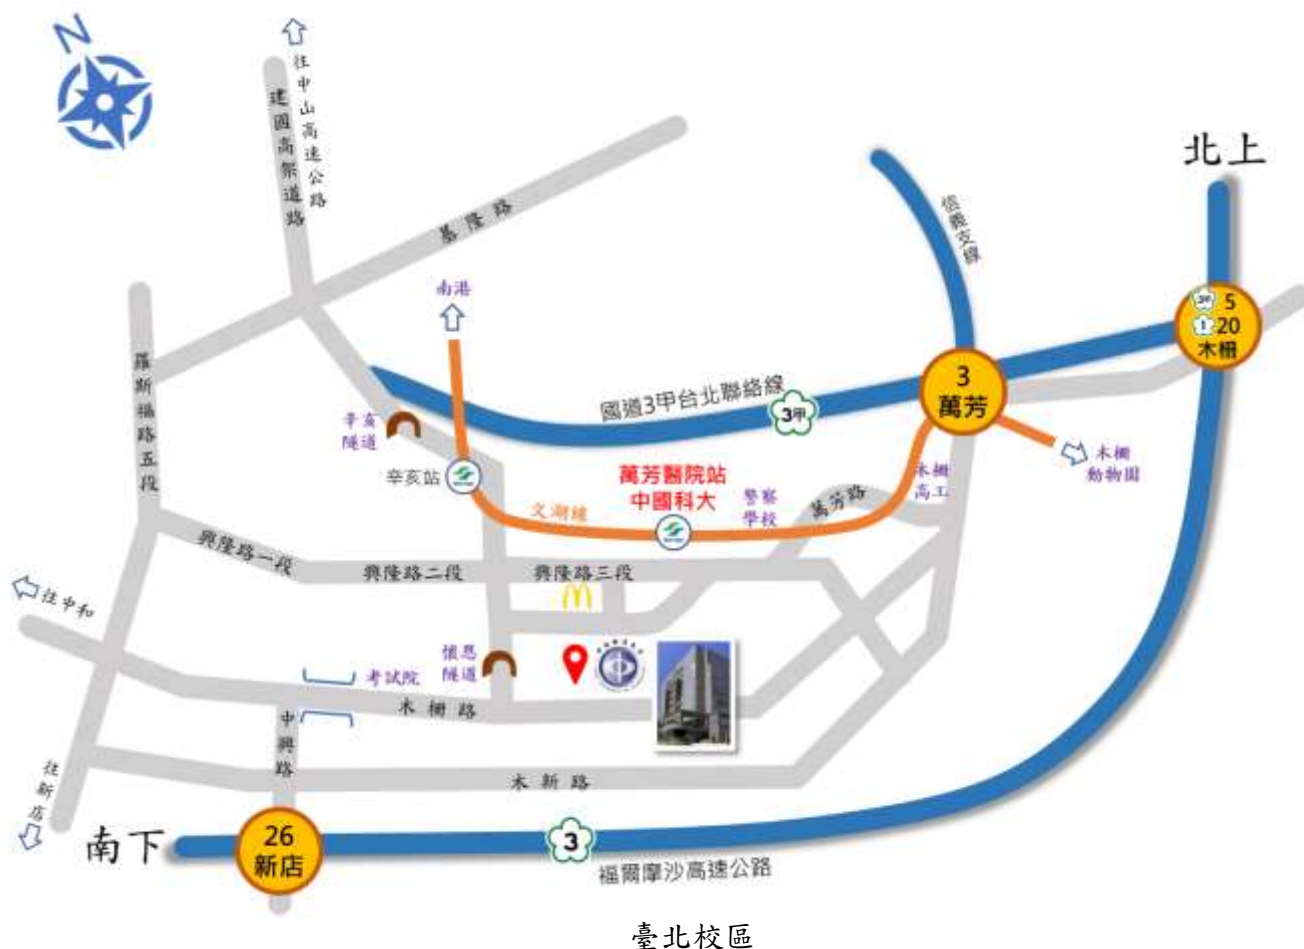 N
往中山高速公路
建國高架道路
北上
基隆路
信義支線
南港
3甲 5
1 20
木柵
羅斯福路五段
3
萬芳
國道3甲台北聯絡線
3甲
辛亥
隧道
木柵
動物園
辛亥站
萬芳醫院站
中國科大
木柵
高工
警察
學校
萬芳路
文湖線
興隆路一段
興隆路二段
興隆路三段
往中和
懷恩
隧道
考試院
木柵路
中興路
往新店
木新路
南下
26
新店
3
福爾摩沙高速公路
臺北校區